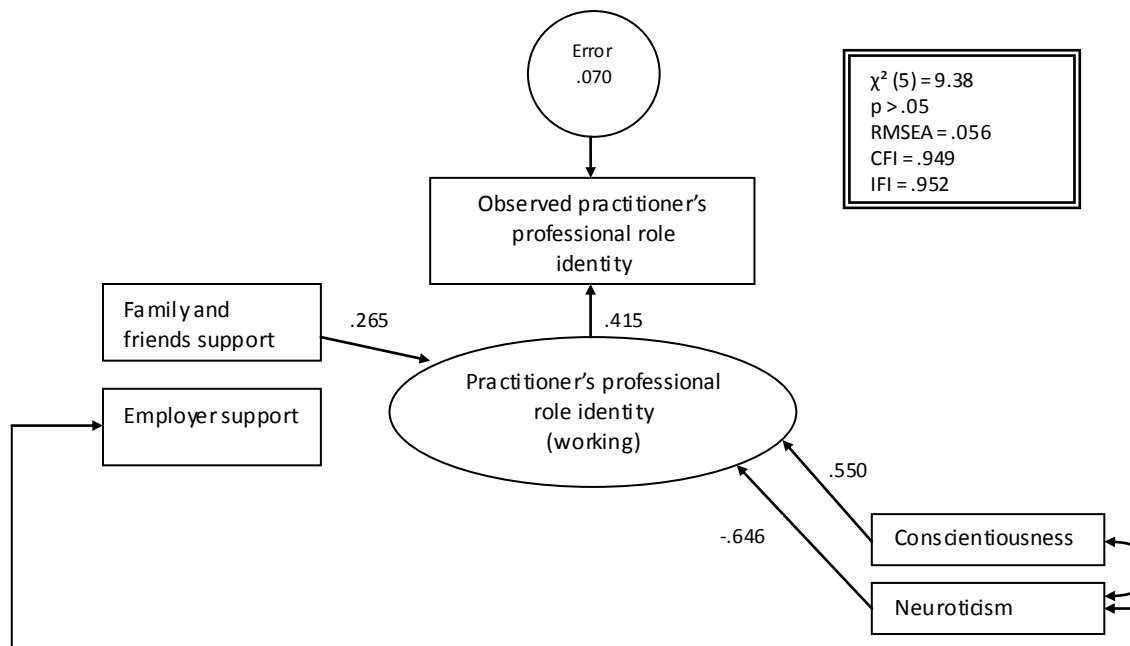 Error
.070
χ² (5) = 9.38
p >.05
RMSEA = .056
CFI = .949
IFI = .952
Observed practitioner’s
professional role
identity
Family and
friends support
.265
.415
Practitioner’s professional
role identity
(working)
Employer support
.550
-.646
Conscientiousness
Neuroticism